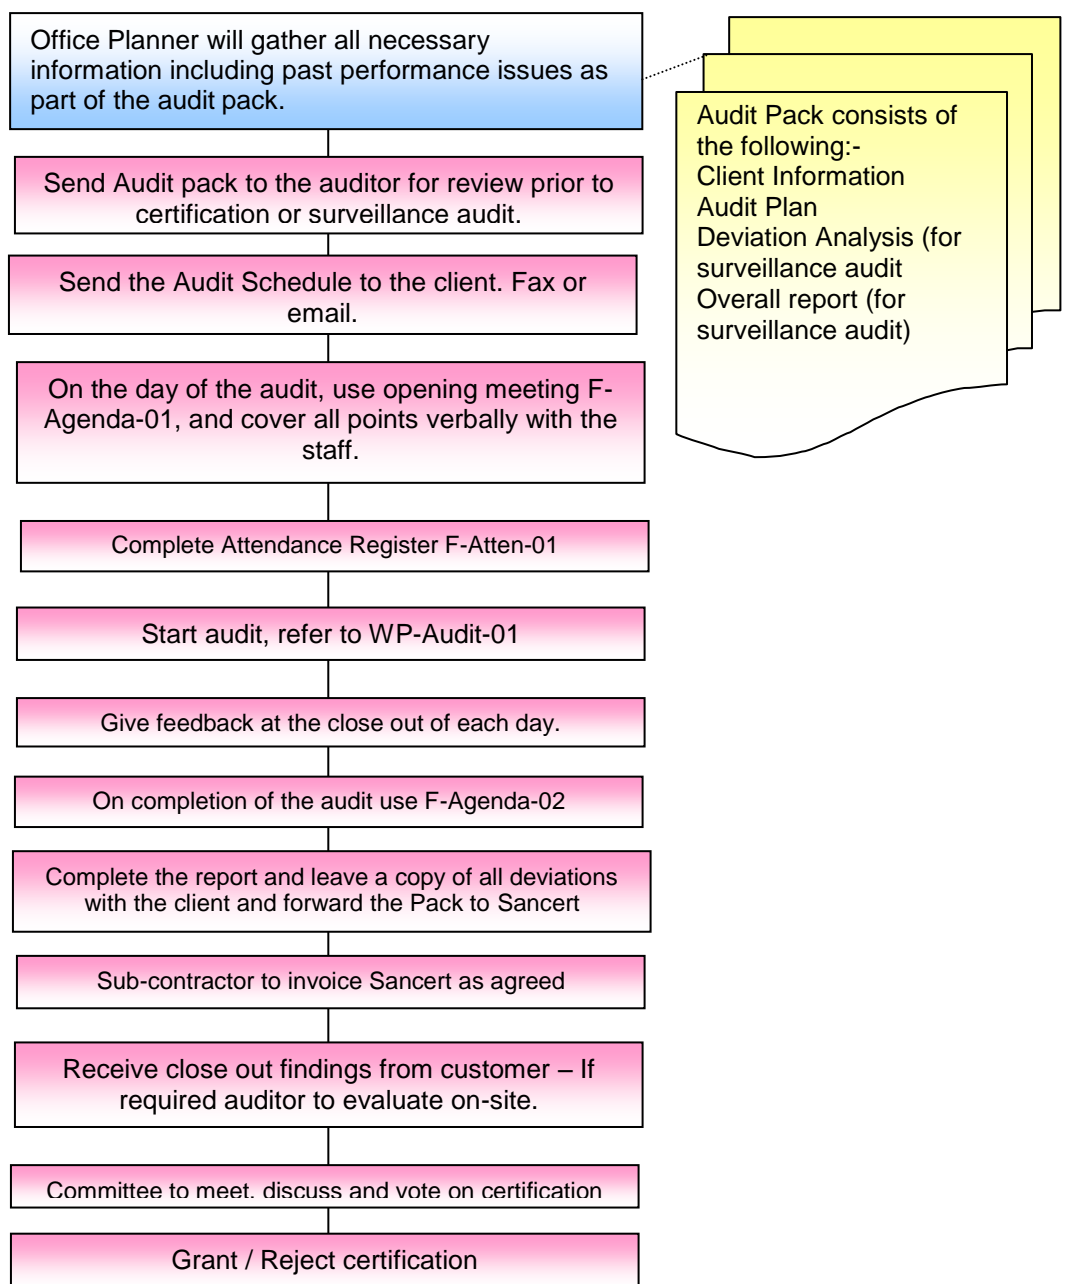 Office Planner will gather all necessary
information including past performance issues as
part of the audit pack.
Audit Pack consists of
the following:-
Client Information
Audit Plan
Deviation Analysis (for
surveillance audit
Overall report (for
surveillance audit)
Send Audit pack to the auditor for review prior to
certification or surveillance audit.
Send the Audit Schedule to the client. Fax or
email.
On the day of the audit, use opening meeting F-
Agenda-01, and cover all points verbally with the
staff.
Complete Attendance Register F-Atten-01
Start audit, refer to WP-Audit-01
Give feedback at the close out of each day.
On completion of the audit use F-Agenda-02
Complete the report and leave a copy of all deviations
with the client and forward the Pack to Sancert
Sub-contractor to invoice Sancert as agreed
Receive close out findings from customer – If
required auditor to evaluate on-site.
Committee to meet, discuss and vote on certification
Grant / Reject certification